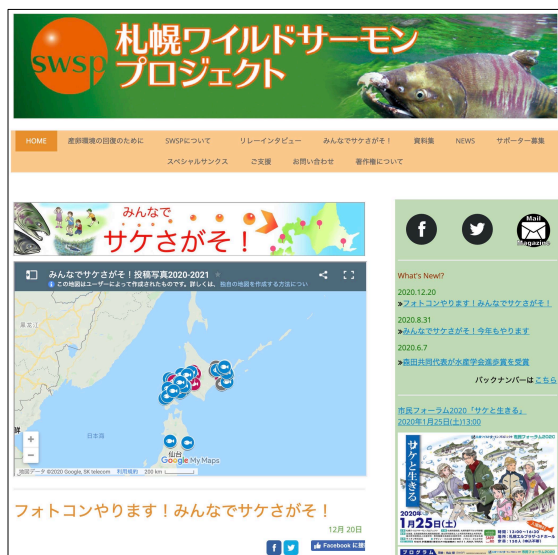 swsp
札幌ワイルドサーモン
プロジェクト
HOME 産卵環境の回復のために SWSPについて リレーインタビュー みんなでサケさがそ！ 資料集 NEWS サポーター募集
スペシャルサンクス ご支援 お問い合わせ 著作権について
みんなで
サケさがそ！
みんなでサケさがそ！投稿写真2020-2021
この地図はユーザーによって作成されたものです。詳しくは、独自の地図を作成する方法につい
日本海
仙台
Google My Maps
地図データ ©2020 Google, SK telecom 利用規約 200 km
フォトコンやります！みんなでサケさがそ！
12月 20日
Facebook に
Mail
Magazine
What's New!?
2020.12.20
»フォトコンやります！みんなでサケさがそ！
2020.8.31
»みんなでサケさがそ！今年もやります
2020.6.7
»森田共同代表が水産学会進歩賞を受賞
バックナンバーは こちら
市民フォーラム2020「サケと生きる」
2020年1月25日(土)13:00
市民フォーラム2020
サケと生きる
2020年
1月25日(土)
プログラム